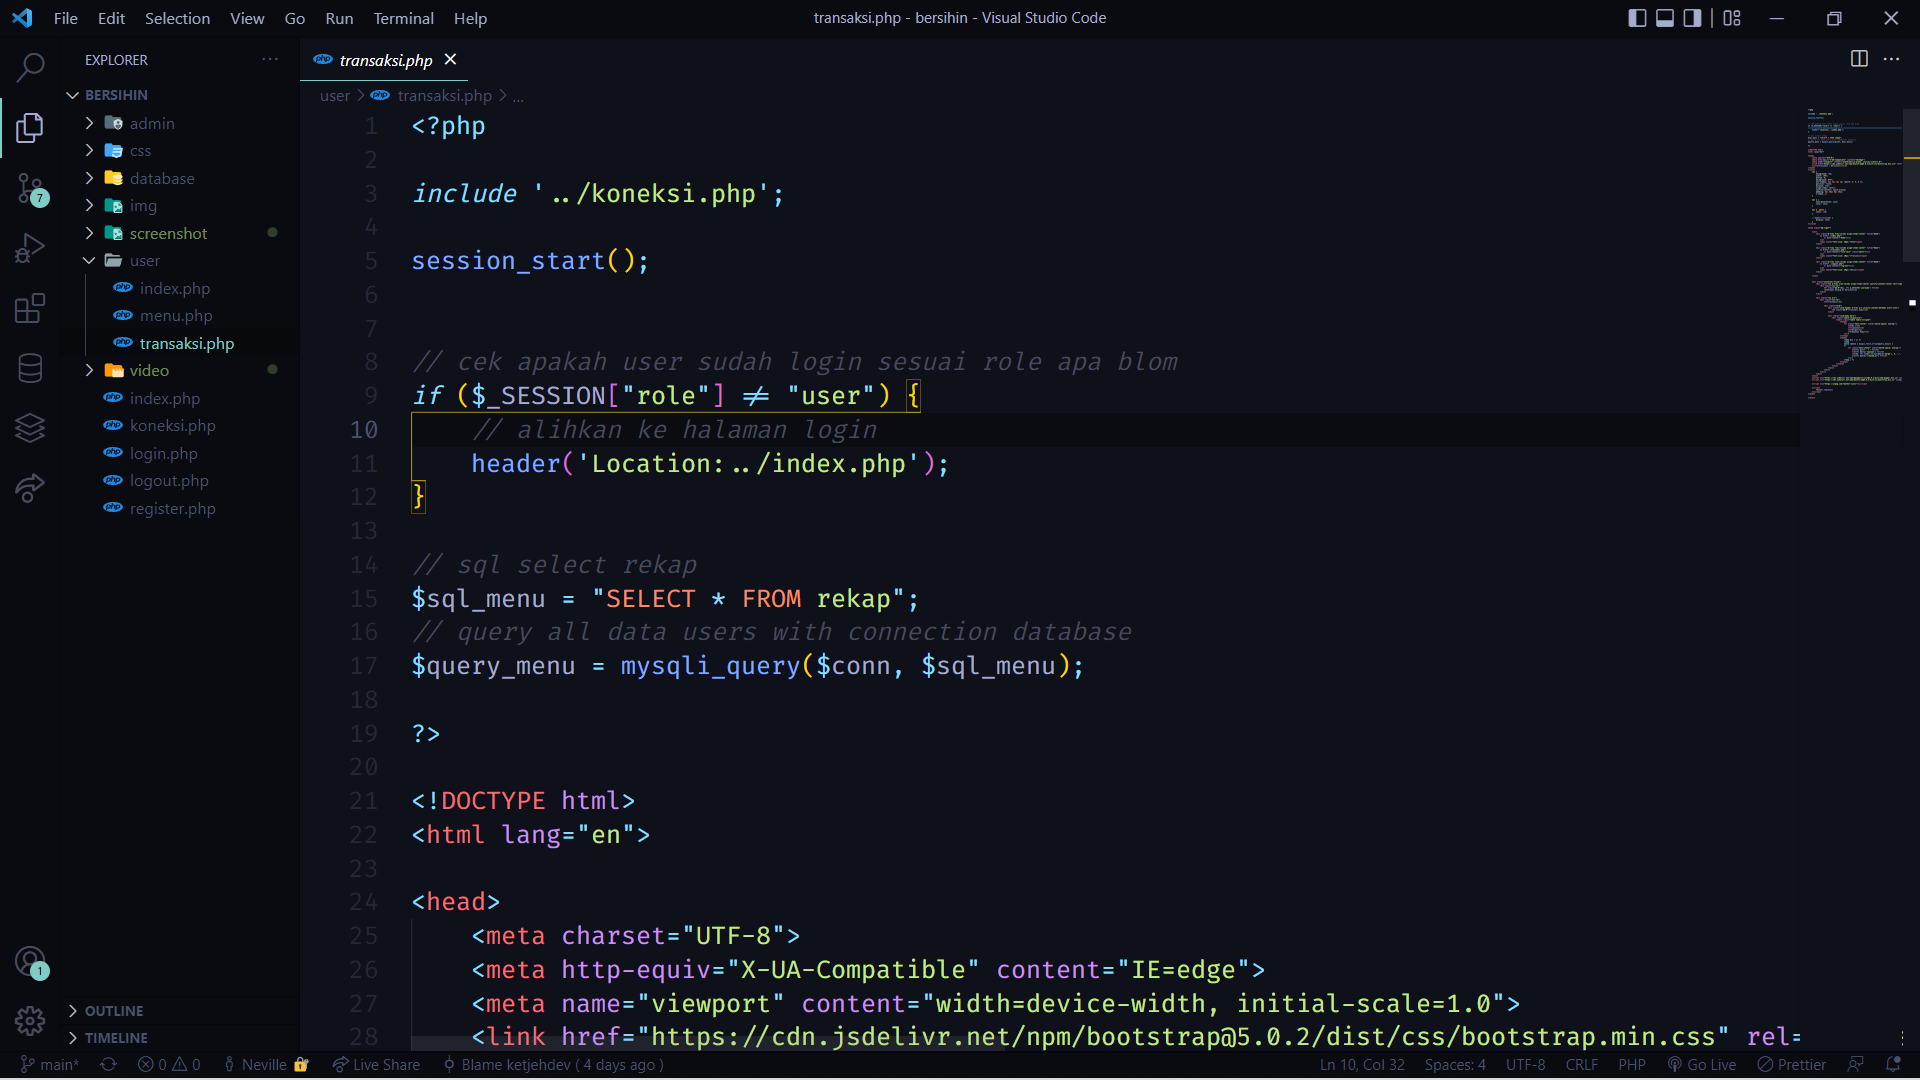 File Edit Selection View Go Run Terminal Help
transaksi.php - bersihin - Visual Studio Code
EXPLORER
BERSIHIN
admin
css
database
img
screenshot
user
index.php
menu.php
transaksi.php
video
index.php
koneksi.php
login.php
logout.php
register.php
OUTLINE
TIMELINE
7
1
transaksi.php
user > transaksi.php > ...
1 <?php
2
3 include '../koneksi.php';
4
5 session_start();
6
7
8 // cek apakah user sudah login sesuai role apa blom
9 if ($_SESSION["role"] != "user") {
10 // alihkan ke halaman login
11 header('Location:../index.php');
12 }
13
14 // sql select rekap
15 $sql_menu = "SELECT * FROM rekap";
16 // query all data users with connection database
17 $query_menu = mysqli_query($conn, $sql_menu);
18
19 ?>
20
21 <!DOCTYPE html>
22 <html lang="en">
23
24 <head>
25 <meta charset="UTF-8">
26 <meta http-equiv="X-UA-Compatible" content="IE=edge">
27 <meta name="viewport" content="width=device-width, initial-scale=1.0">
28 <link href="https://cdn.jsdelivr.net/npm/bootstrap@5.0.2/dist/css/bootstrap.min.css" rel=
main* 0 0 Neville Live Share Blame ketjehdev ( 4 days ago ) Ln 10, Col 32 Spaces: 4 UTF-8 CRLF PHP Go Live Prettier